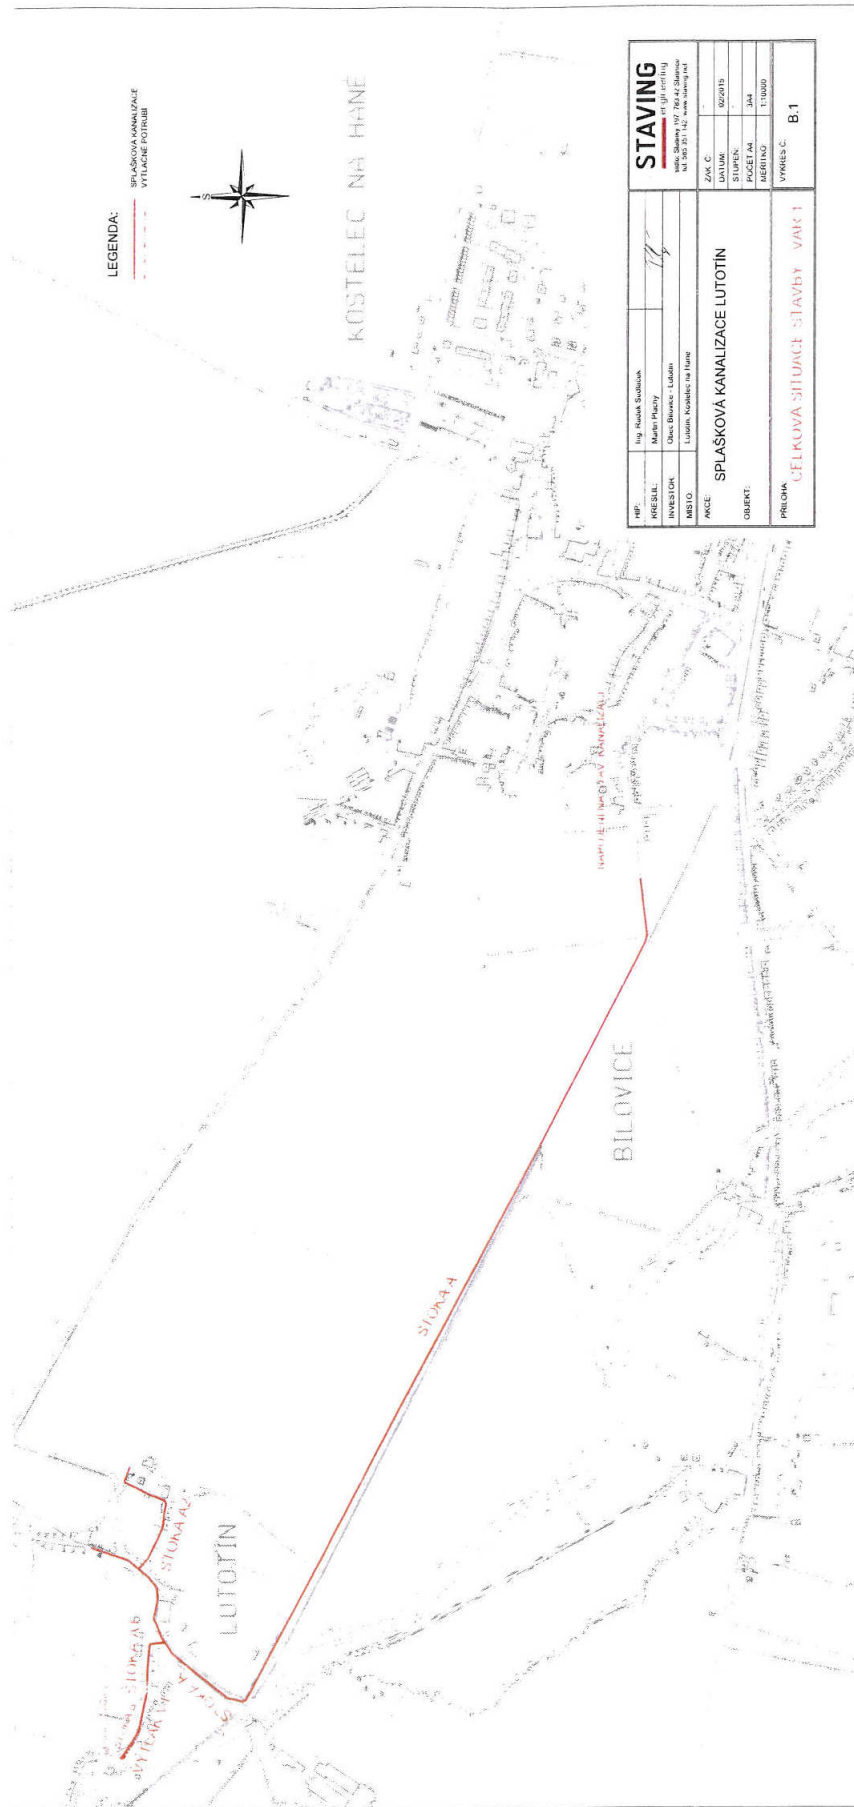 LEGENDA:
SPLAŠKOVÁ KANALIZACE
VÝTLAČNÉ POTRUBÍ
S
KOSTELEC NA HANÉ
STAVING
engineering
HIP:
Ing. Radek Sedláček
KRESLIL:
Martin Plachý
INVESTOR:
Obec Bílovice - Lutotín
MÍSTO:
Lutotín, Kostelec na Hané
AKCE:
SPLAŠKOVÁ KANALIZACE LUTOTÍN
OBJEKT:
PŘÍLOHA:
CELKOVÁ SITUACE STAVBY
ZAK. Č.
-
DATUM:
02/2015
STUPEŇ:
-
POČET A4:
3A4
MĚŘÍTKO:
1:10000
VÝKRES Č.
B.1
BÍLOVICE
STOKA A
LUTOTÍN
STOKA A2